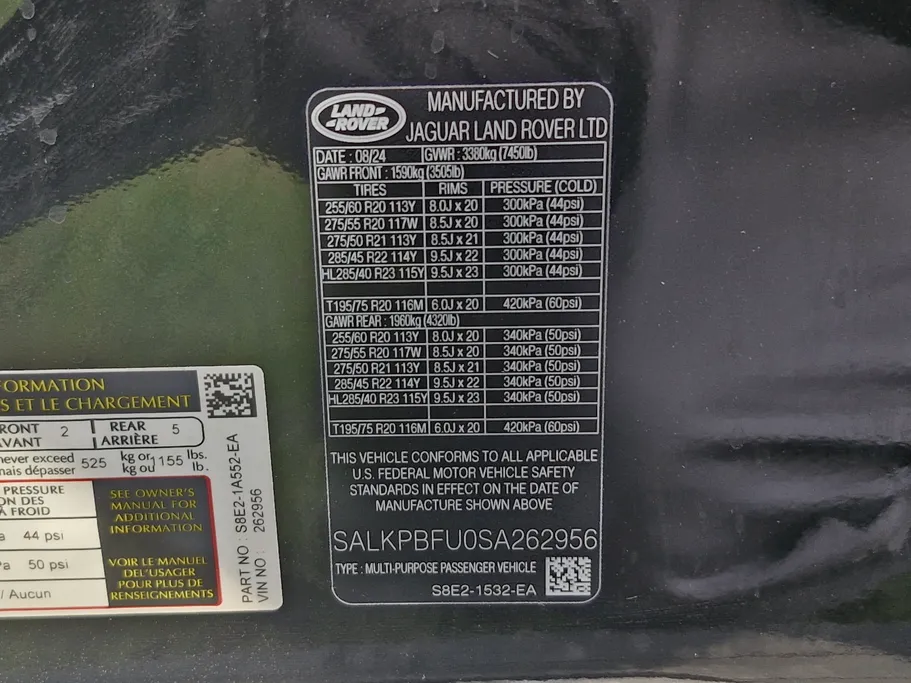 LAND-
-ROVER
MANUFACTURED BY
JAGUAR LAND ROVER LTD
DATE : 08/24 GVWR : 3380kg (7450lb)
GAWR FRONT : 1590kg (3505lb)
TIRES RIMS PRESSURE (COLD)
255/60 R20 113Y 8.0J x 20 300kPa (44psi)
275/55 R20 117W 8.5J x 20 300kPa (44psi)
275/50 R21 113Y 8.5J x 21 300kPa (44psi)
285/45 R22 114Y 9.5J x 22 300kPa (44psi)
HL285/40 R23 115Y 9.5J x 23 300kPa (44psi)
T195/75 R20 116M 6.0J x 20 420kPa (60psi)
GAWR REAR : 1960kg (4320lb)
255/60 R20 113Y 8.0J x 20 340kPa (50psi)
275/55 R20 117W 8.5J x 20 340kPa (50psi)
275/50 R21 113Y 8.5J x 21 340kPa (50psi)
285/45 R22 114Y 9.5J x 22 340kPa (50psi)
HL285/40 R23 115Y 9.5J x 23 340kPa (50psi)
T195/75 R20 116M 6.0J x 20 420kPa (60psi)
THIS VEHICLE CONFORMS TO ALL APPLICABLE
U.S. FEDERAL MOTOR VEHICLE SAFETY
STANDARDS IN EFFECT ON THE DATE OF
MANUFACTURE SHOWN ABOVE
SALKPBFU0SA262956
TYPE : MULTI-PURPOSE PASSENGER VEHICLE
S8E2-1532-EA
FORMATION
S ET LE CHARGEMENT
RONT 2 REAR 5
VANT ARRIÈRE
never exceed 525 kg or 1155 lbs.
mais dépasser kg ou lb.
PRESSURE
ON DES
À FROID
a 44 psi
Pa 50 psi
/ Aucun
SEE OWNER'S
MANUAL FOR
ADDITIONAL
INFORMATION
VOIR LE MANUEL
DE L'USAGER
POUR PLUS DE
RENSEIGNEMENTS
PART NO : S8E2-1A552-EA
VIN NO : 262956